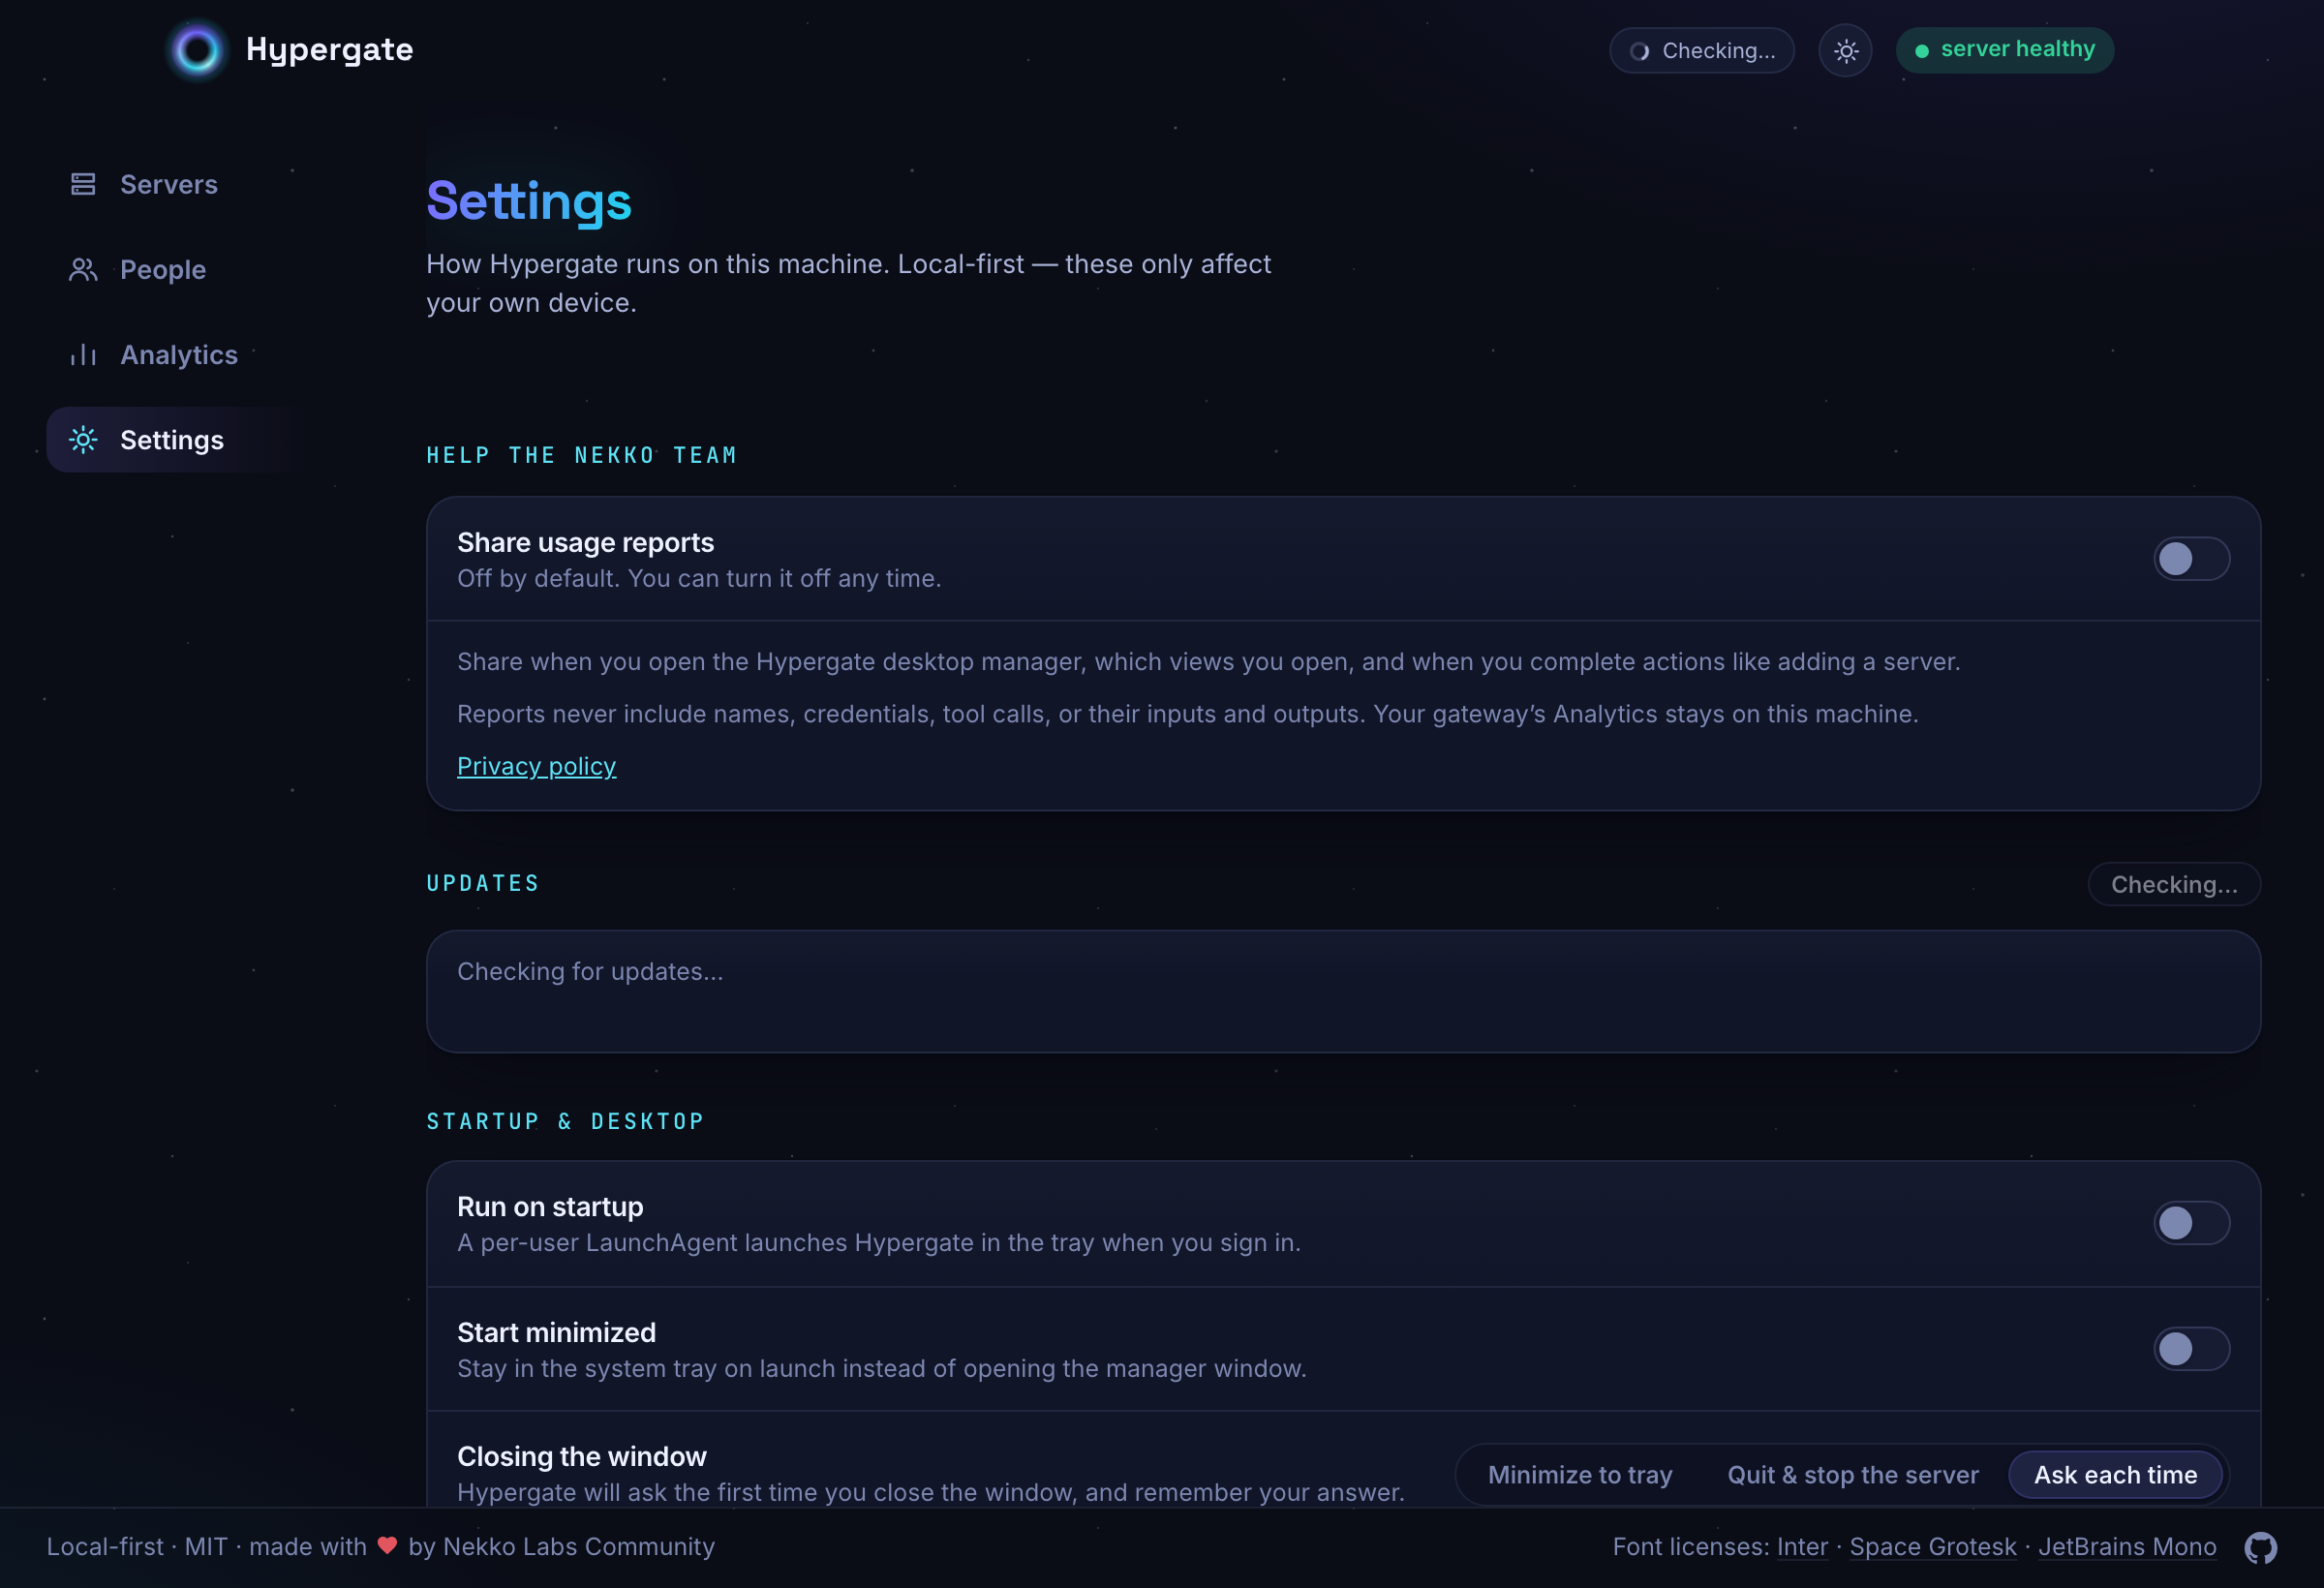 Hypergate
Checking...
server healthy
Servers
People
Analytics
Settings
Settings
How Hypergate runs on this machine. Local-first — these only affect
your own device.
HELP THE NEKKO TEAM
Share usage reports
Off by default. You can turn it off any time.
Share when you open the Hypergate desktop manager, which views you open, and when you complete actions like adding a server.
Reports never include names, credentials, tool calls, or their inputs and outputs. Your gateway’s Analytics stays on this machine.
Privacy policy
UPDATES
Checking...
Checking for updates...
STARTUP & DESKTOP
Run on startup
A per-user LaunchAgent launches Hypergate in the tray when you sign in.
Start minimized
Stay in the system tray on launch instead of opening the manager window.
Closing the window
Hypergate will ask the first time you close the window, and remember your answer.
Minimize to tray
Quit & stop the server
Ask each time
Local-first · MIT · made with ❤ by Nekko Labs Community
Font licenses: Inter · Space Grotesk · JetBrains Mono